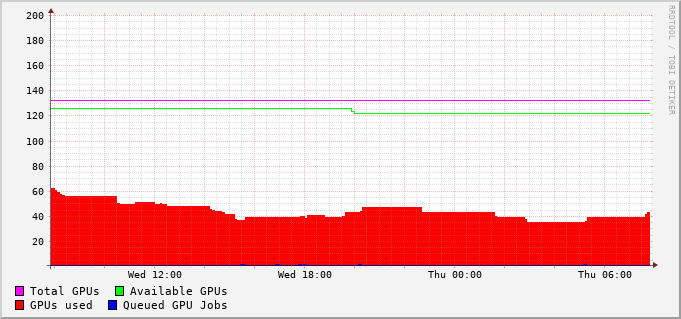 200
180
160
140
120
100
80
60
40
20
Wed 12:00 Wed 18:00 Thu 00:00 Thu 06:00
Total GPUs Available GPUs
GPUs used Queued GPU Jobs
RRDTOOL / TOBI OETIKER